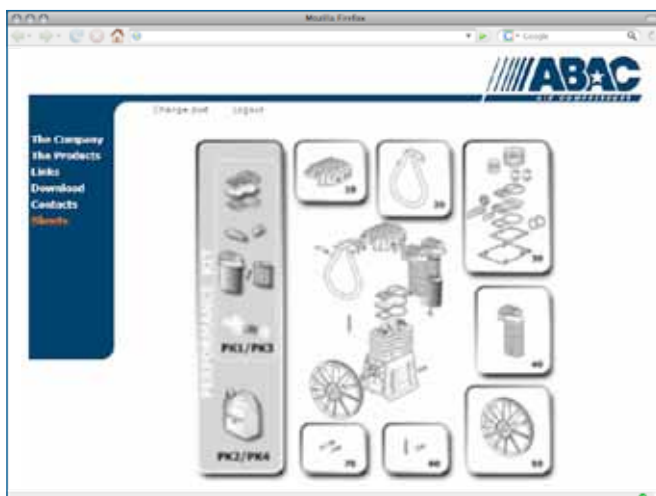 Mozilla Firefox
Google
ABAC
AIR COMPRESSORS
Change pwd
Logout
The Company
The Products
Links
Download
Contacts
Sheets
10
20
30
PK1/PK3
40
PK2/PK4
70
60
50